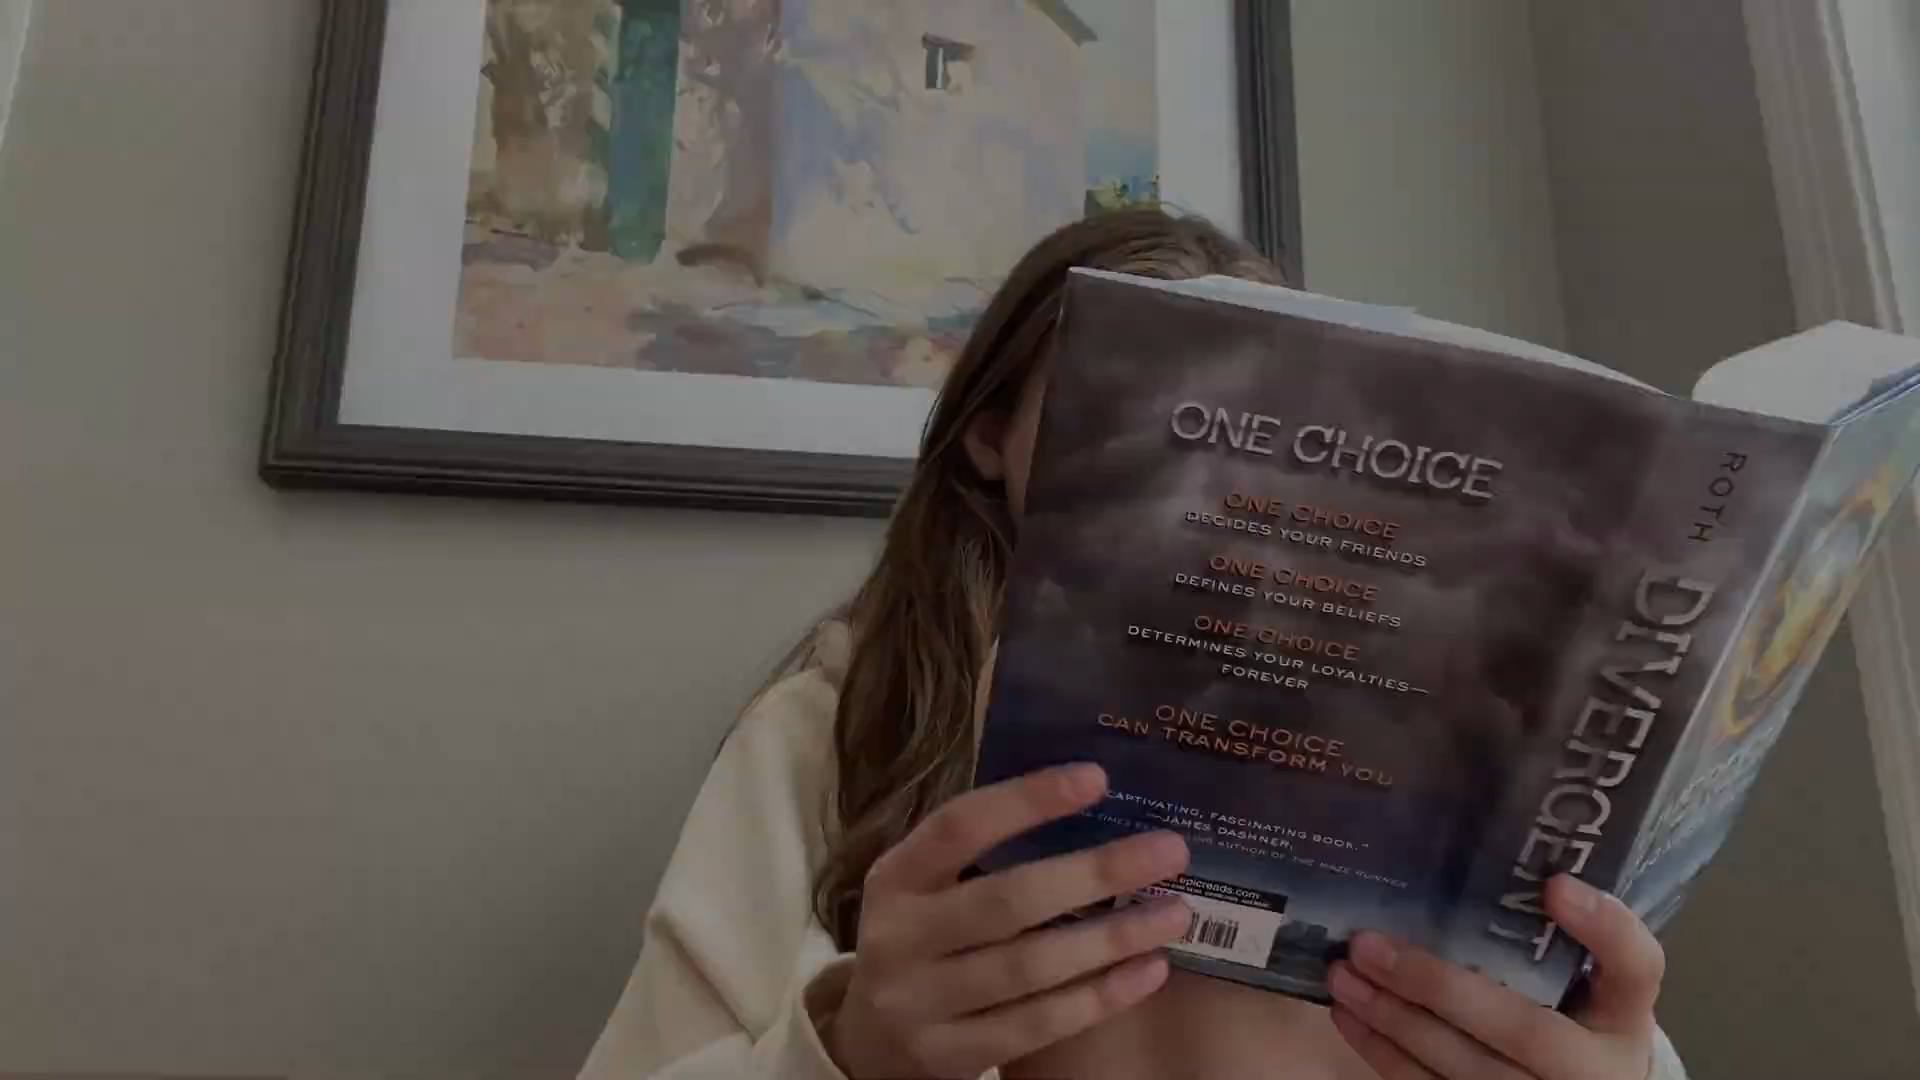 ONE CHOICE
ONE CHOICE
DECIDES YOUR FRIENDS
ONE CHOICE
DEFINES YOUR BELIEFS
ONE CHOICE
DETERMINES YOUR LOYALTIES—
FOREVER
ONE CHOICE
CAN TRANSFORM YOU
CAPTIVATING, FASCINATING BOOK."
—JAMES DASHNER,
TIMES AUTHOR OF THE MAZE RUNNER
epicreads.com
ROTH
DIVERGENT